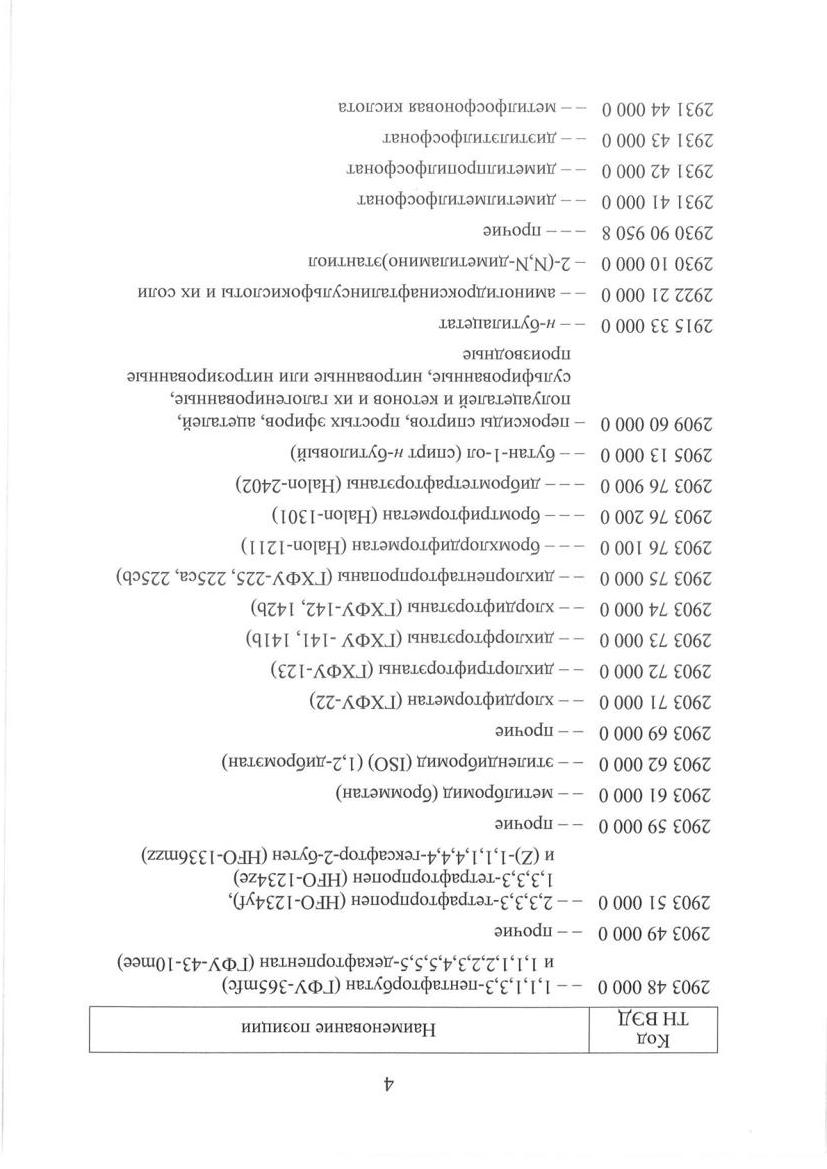 4
Код
ТН ВЭД
Наименование позиции
2903 48 000 0 – – 1,1,1,3,3-пентафторбутан (ГФУ-365mfc)
и 1,1,1,2,2,3,4,5,5,5-декафторпентан (ГФУ-43-10mee)
2903 49 000 0 – – прочие
2903 51 000 0 – – 2,3,3,3-тетрафторпропен (HFO-1234yf),
1,3,3,3-тетрафторпропен (HFO-1234ze)
и (Z)-1,1,1,4,4,4-гексафтор-2-бутен (HFO-1336mzz)
2903 59 000 0 – – прочие
2903 61 000 0 – – метилбромид (бромметан)
2903 62 000 0 – – этилендибромид (ISO) (1,2-дибромэтан)
2903 69 000 0 – – прочие
2903 71 000 0 – – хлордифторметан (ГХФУ-22)
2903 72 000 0 – – дихлортрифторэтаны (ГХФУ-123)
2903 73 000 0 – – дихлорфторэтаны (ГХФУ -141, 141b)
2903 74 000 0 – – хлордифторэтаны (ГХФУ-142, 142b)
2903 75 000 0 – – дихлорпентафторпропаны (ГХФУ-225, 225ca, 225cb)
2903 76 100 0 – – – бромхлордифторметан (Halon-1211)
2903 76 200 0 – – – бромтрифторметан (Halon-1301)
2903 76 900 0 – – – дибромтетрафторэтаны (Halon-2402)
2905 13 000 0 – – бутан-1-ол (спирт н-бутиловый)
2909 60 000 0 – пероксиды спиртов, простых эфиров, ацеталей,
полуацеталей и кетонов и их галогенированные,
сульфированные, нитрованные или нитрозированные
производные
2915 33 000 0 – – н-бутилацетат
2922 21 000 0 – – аминогидроксинафталинсульфокислоты и их соли
2930 10 000 0 – 2-(N,N-диметиламино)этантиол
2930 90 950 8 – – – прочие
2931 41 000 0 – – диметилметилфосфонат
2931 42 000 0 – – диметилпропилфосфонат
2931 43 000 0 – – диэтилэтилфосфонат
2931 44 000 0 – – метилфосфоновая кислота